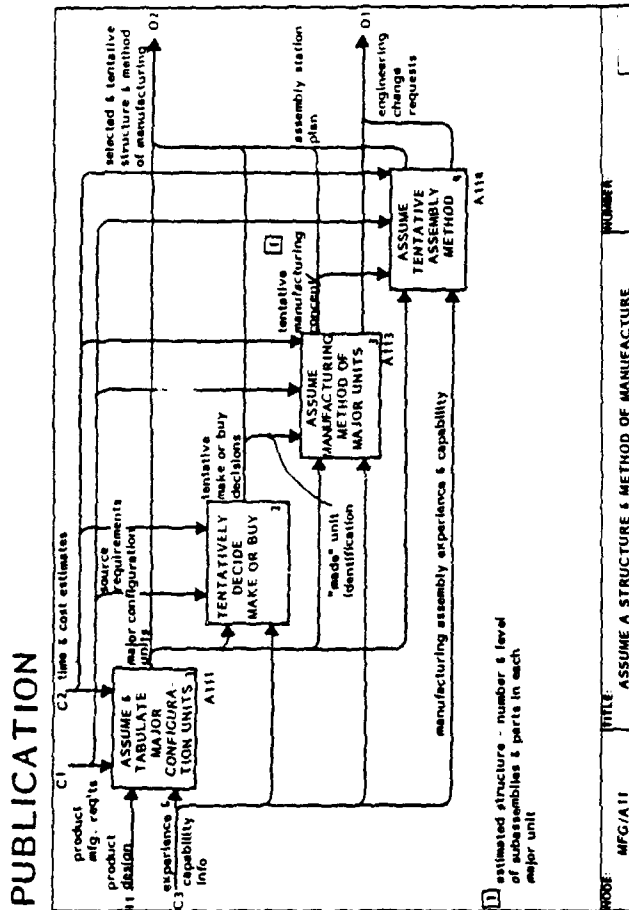 PUBLICATION
C1
C2 time & cost estimates
product
mfg. req'ts
product
design
experience &
capability
info
C3
ASSUME &
TABULATE
MAJOR
CONFIGURA-
TION UNITS
1
A111
source
requirements
major configuration
units
TENTATIVELY
DECIDE
MAKE OR BUY
2
tentative
make or buy
decisions
"made" unit
identification
ASSUME
MANUFACTURING
METHOD OF
MAJOR UNITS
3
A113
tentative
manufacturing
concept
1
ASSUME
TENTATIVE
ASSEMBLY
METHOD
4
A114
selected & tentative
structure & method
of manufacturing
O2
assembly station
plan
O1
engineering
change
requests
manufacturing assembly experience & capability
1 estimated structure - number & level
of subassemblies & parts in each
major unit
NODE: MFG/A11
TITLE: ASSUME A STRUCTURE & METHOD OF MANUFACTURE
NUMBER: